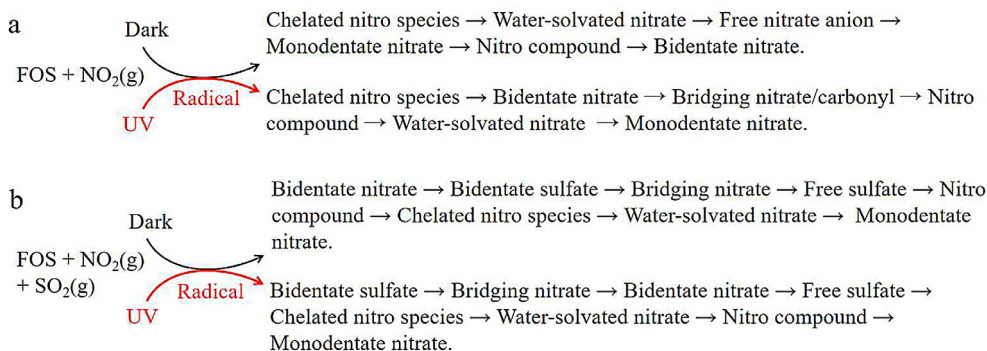 a
Dark
FOS + NO₂(g)
Radical
UV
Chelated nitro species → Water-solvated nitrate → Free nitrate anion →
Monodentate nitrate → Nitro compound → Bidentate nitrate.
Chelated nitro species → Bidentate nitrate → Bridging nitrate/carbonyl → Nitro
compound → Water-solvated nitrate → Monodentate nitrate.
b
Dark
FOS + NO₂(g)
+ SO₂(g)
Radical
UV
Bidentate nitrate → Bidentate sulfate → Bridging nitrate → Free sulfate → Nitro
compound → Chelated nitro species → Water-solvated nitrate → Monodentate
nitrate.
Bidentate sulfate → Bridging nitrate → Bidentate nitrate → Free sulfate →
Chelated nitro species → Water-solvated nitrate → Nitro compound →
Monodentate nitrate.